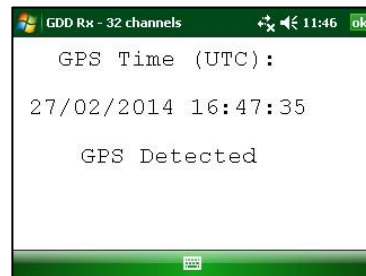 GDD Rx - 32 channels 11:46 ok
GPS Time (UTC):
27/02/2014 16:47:35
GPS Detected